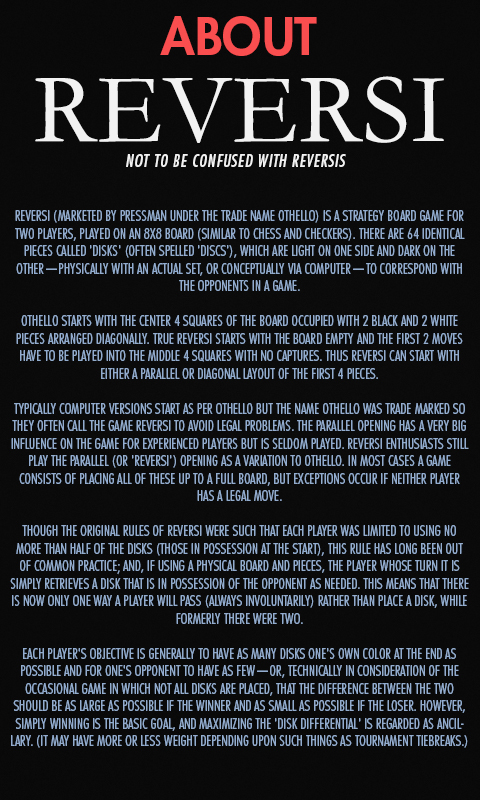 ABOUT
REVERSI
NOT TO BE CONFUSED WITH REVERSIS
REVERSI (MARKETED BY PRESSMAN UNDER THE TRADE NAME OTHELLO) IS A STRATEGY BOARD GAME FOR
TWO PLAYERS, PLAYED ON AN 8X8 BOARD (SIMILAR TO CHESS AND CHECKERS). THERE ARE 64 IDENTICAL
PIECES CALLED 'DISKS' (OFTEN SPELLED 'DISCS'), WHICH ARE LIGHT ON ONE SIDE AND DARK ON THE
OTHER — PHYSICALLY WITH AN ACTUAL SET, OR CONCEPTUALLY VIA COMPUTER — TO CORRESPOND WITH
THE OPPONENTS IN A GAME.
OTHELLO STARTS WITH THE CENTER 4 SQUARES OF THE BOARD OCCUPIED WITH 2 BLACK AND 2 WHITE
PIECES ARRANGED DIAGONALLY. TRUE REVERSI STARTS WITH THE BOARD EMPTY AND THE FIRST 2 MOVES
HAVE TO BE PLAYED INTO THE MIDDLE 4 SQUARES WITH NO CAPTURES. THUS REVERSI CAN START WITH
EITHER A PARALLEL OR DIAGONAL LAYOUT OF THE FIRST 4 PIECES.
TYPICALLY COMPUTER VERSIONS START AS PER OTHELLO BUT THE NAME OTHELLO WAS TRADE MARKED SO
THEY OFTEN CALL THE GAME REVERSI TO AVOID LEGAL PROBLEMS. THE PARALLEL OPENING HAS A VERY BIG
INFLUENCE ON THE GAME FOR EXPERIENCED PLAYERS BUT IS SELDOM PLAYED. REVERSI ENTHUSIASTS STILL
PLAY THE PARALLEL (OR 'REVERSI') OPENING AS A VARIATION TO OTHELLO. IN MOST CASES A GAME
CONSISTS OF PLACING ALL OF THESE UP TO A FULL BOARD, BUT EXCEPTIONS OCCUR IF NEITHER PLAYER
HAS A LEGAL MOVE.
THOUGH THE ORIGINAL RULES OF REVERSI WERE SUCH THAT EACH PLAYER WAS LIMITED TO USING NO
MORE THAN HALF OF THE DISKS (THOSE IN POSSESSION AT THE START), THIS RULE HAS LONG BEEN OUT
OF COMMON PRACTICE; AND, IF USING A PHYSICAL BOARD AND PIECES, THE PLAYER WHOSE TURN IT IS
SIMPLY RETRIEVES A DISK THAT IS IN POSSESSION OF THE OPPONENT AS NEEDED. THIS MEANS THAT THERE
IS NOW ONLY ONE WAY A PLAYER WILL PASS (ALWAYS INVOLUNTARILY) RATHER THAN PLACE A DISK, WHILE
FORMERLY THERE WERE TWO.
EACH PLAYER'S OBJECTIVE IS GENERALLY TO HAVE AS MANY DISKS ONE'S OWN COLOR AT THE END AS
POSSIBLE AND FOR ONE'S OPPONENT TO HAVE AS FEW — OR, TECHNICALLY IN CONSIDERATION OF THE
OCCASIONAL GAME IN WHICH NOT ALL DISKS ARE PLACED, THAT THE DIFFERENCE BETWEEN THE TWO
SHOULD BE AS LARGE AS POSSIBLE IF THE WINNER AND AS SMALL AS POSSIBLE IF THE LOSER. HOWEVER,
SIMPLY WINNING IS THE BASIC GOAL, AND MAXIMIZING THE 'DISK DIFFERENTIAL' IS REGARDED AS ANCIL-
LARY. (IT MAY HAVE MORE OR LESS WEIGHT DEPENDING UPON SUCH THINGS AS TOURNAMENT TIEBREAKS.)